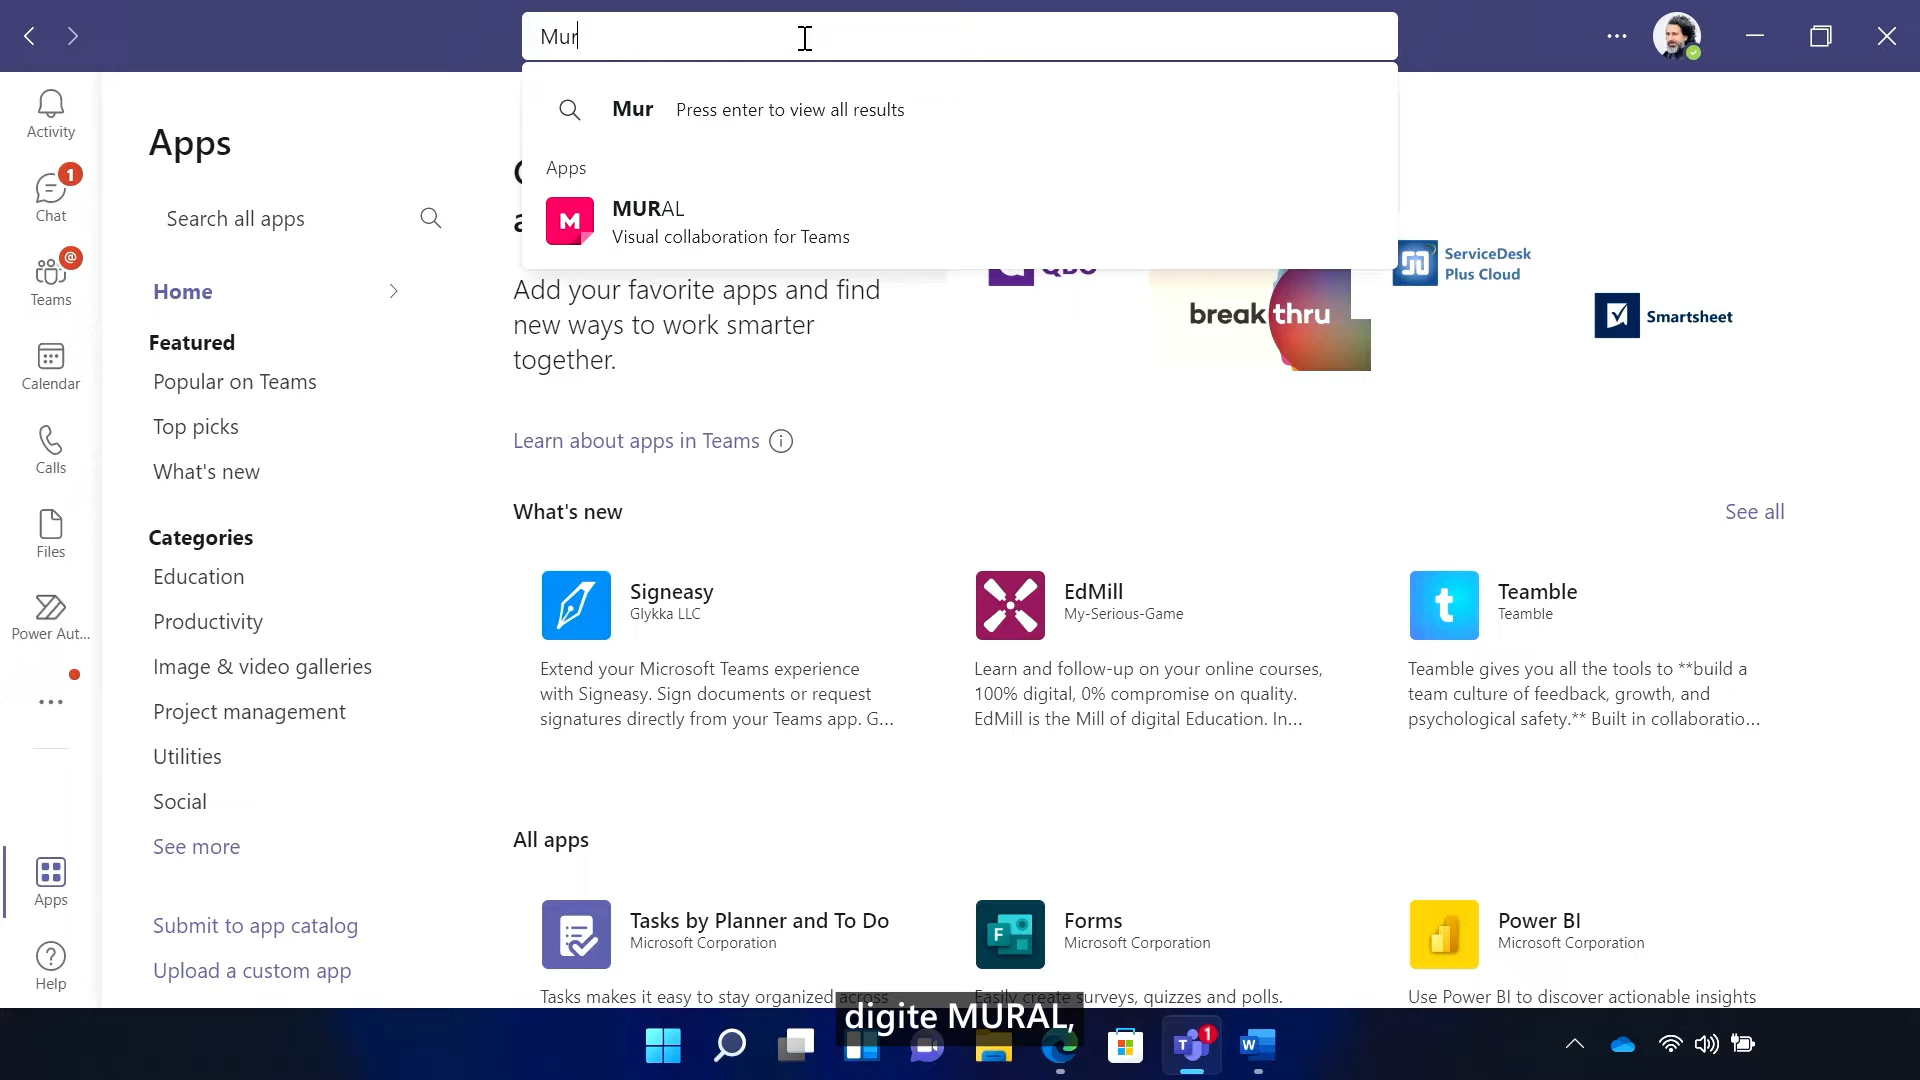 Mur
Mur Press enter to view all results
Apps
MURAL
Visual collaboration for Teams
Activity
Chat
1
Teams
@
Calendar
Calls
Files
Power Aut...
Apps
Help
Apps
Search all apps
Home
Featured
Popular on Teams
Top picks
What's new
Categories
Education
Productivity
Image & video galleries
Project management
Utilities
Social
See more
Submit to app catalog
Upload a custom app
Add your favorite apps and find
new ways to work smarter
together.
Learn about apps in Teams
QBO
breakthru
ServiceDesk
Plus Cloud
Smartsheet
What's new
See all
Signeasy
Glykka LLC
Extend your Microsoft Teams experience
with Signeasy. Sign documents or request
signatures directly from your Teams app. G...
EdMill
My-Serious-Game
Learn and follow-up on your online courses,
100% digital, 0% compromise on quality.
EdMill is the Mill of digital Education. In...
Teamble
Teamble
Teamble gives you all the tools to **build a
team culture of feedback, growth, and
psychological safety.** Built in collaboratio...
All apps
Tasks by Planner and To Do
Microsoft Corporation
Tasks makes it easy to stay organized across
Forms
Microsoft Corporation
Easily create surveys, quizzes and polls.
Power BI
Microsoft Corporation
Use Power BI to discover actionable insights
digite MURAL,
1